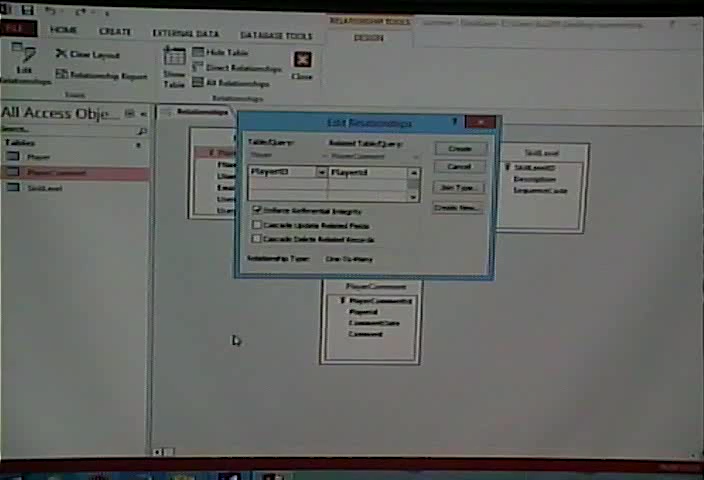 RELATIONSHIP TOOLS
FILE HOME CREATE EXTERNAL DATA DATABASE TOOLS DESIGN
Edit Relationships
Clear Layout
Relationship Report
Tools
Show Table
Hide Table
Direct Relationships
All Relationships
Relationships
Close
All Access Obje...
Search...
Tables
Player
PlayerComment
SkillLevel
Relationships
Edit Relationships
? x
Table/Query: Related Table/Query:
Player PlayerComment
PlayerID PlayerId
Enforce Referential Integrity
Cascade Update Related Fields
Cascade Delete Related Records
Relationship Type: One-To-Many
Create
Cancel
Join Type..
Create New..
SkillLevel
SkillLevelID
Description
SequenceCode
PlayerComment
PlayerCommentId
PlayerId
CommentDate
Comment